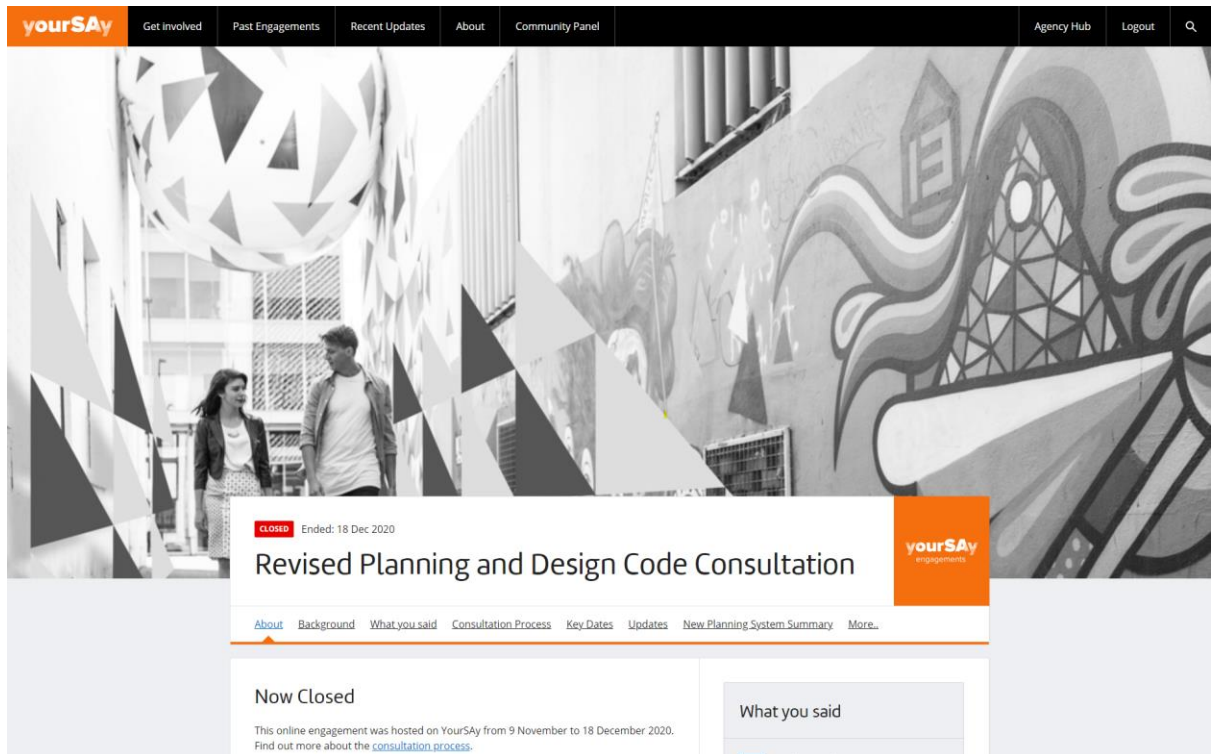 yourSAy Get involved Past Engagements Recent Updates About Community Panel Agency Hub Logout
13
CLOSED Ended: 18 Dec 2020
Revised Planning and Design Code Consultation
yourSAy
engagements
About Background What you said Consultation Process Key Dates Updates New Planning System Summary More..
Now Closed
This online engagement was hosted on YourSAy from 9 November to 18 December 2020.
Find out more about the consultation process.
What you said